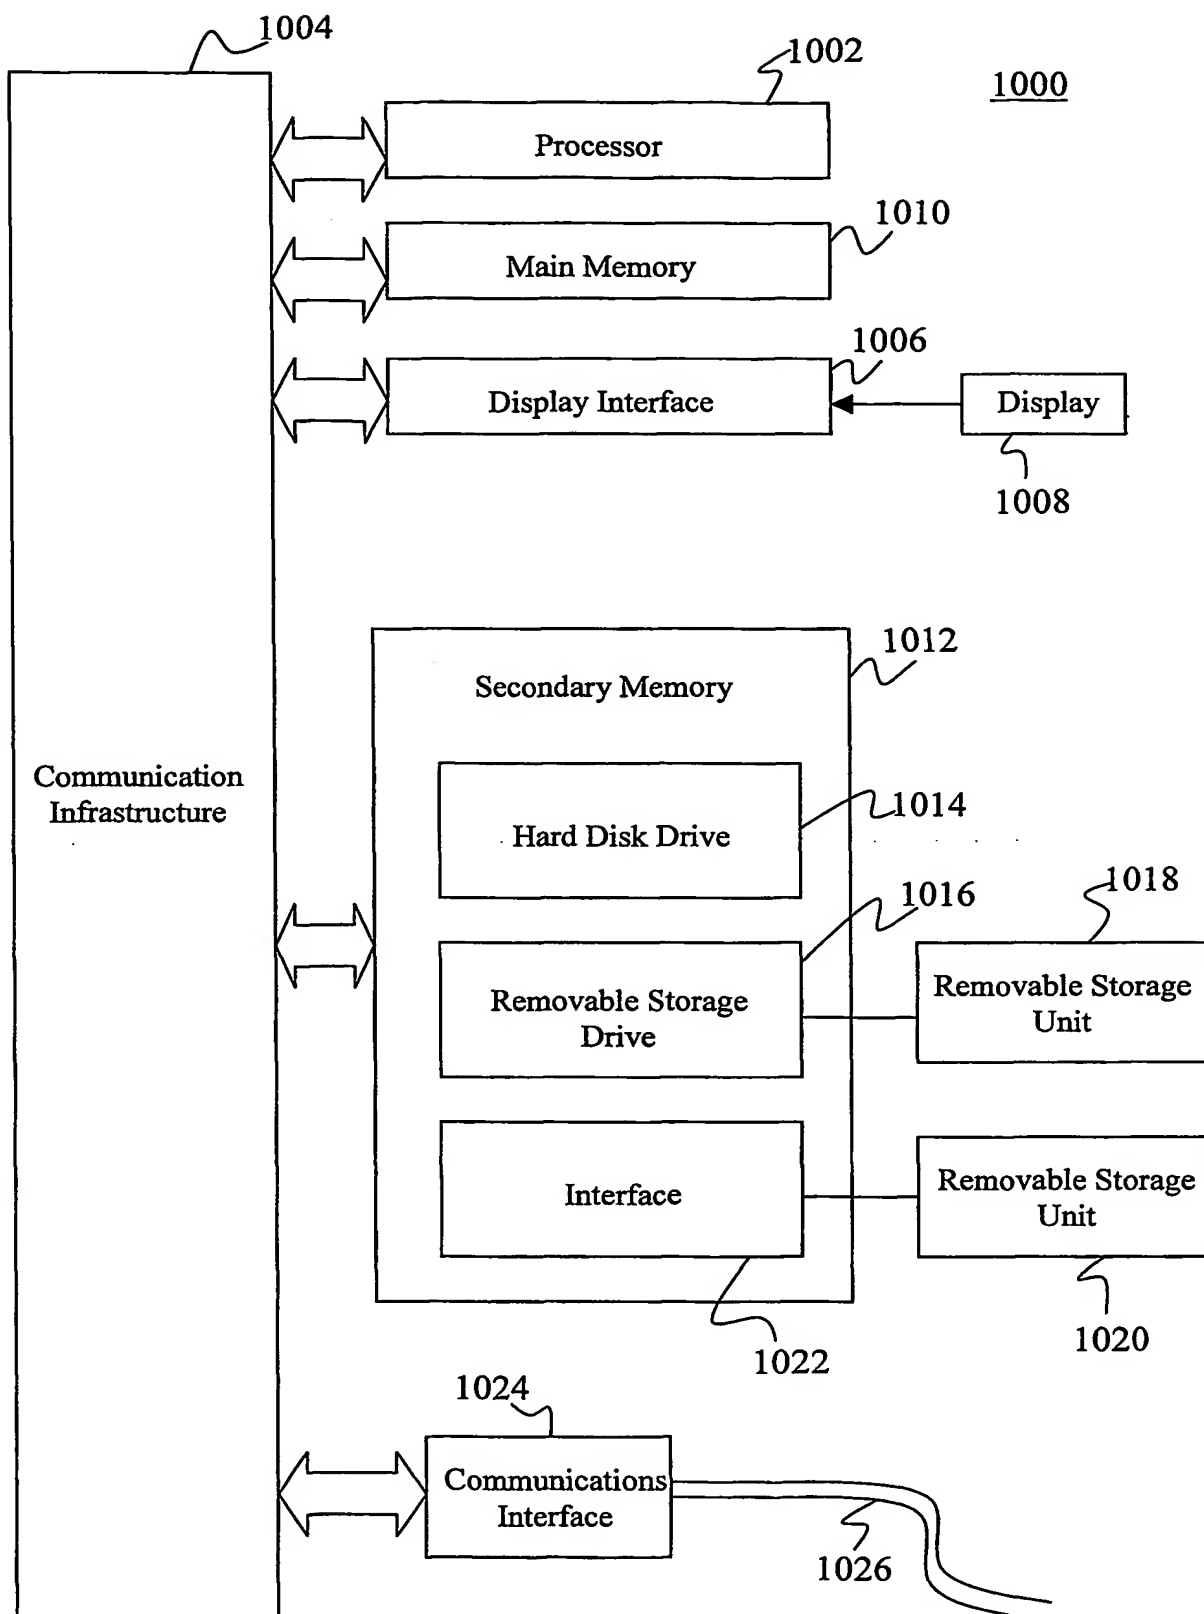 1004
1002
1000
Processor
1010
Main Memory
1006
Display Interface
Display
1008
1012
Secondary Memory
Communication
Infrastructure
1014
Hard Disk Drive
1016
1018
Removable Storage
Drive
Removable Storage
Unit
Interface
Removable Storage
Unit
1022
1020
1024
Communications
Interface
1026